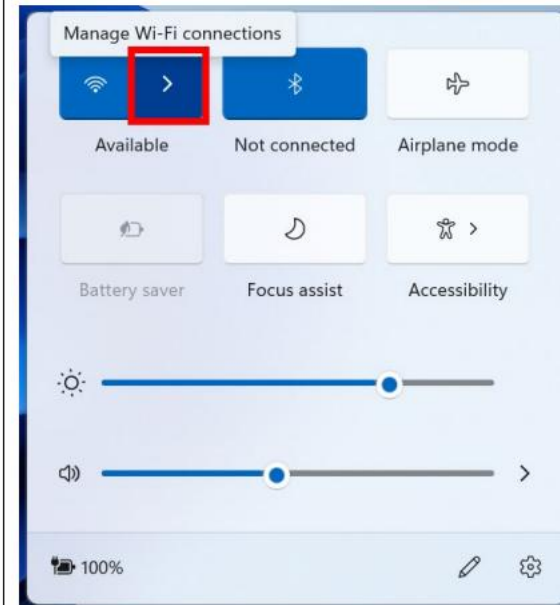 Manage Wi-Fi connections
Available Not connected Airplane mode
Battery saver Focus assist Accessibility
100%